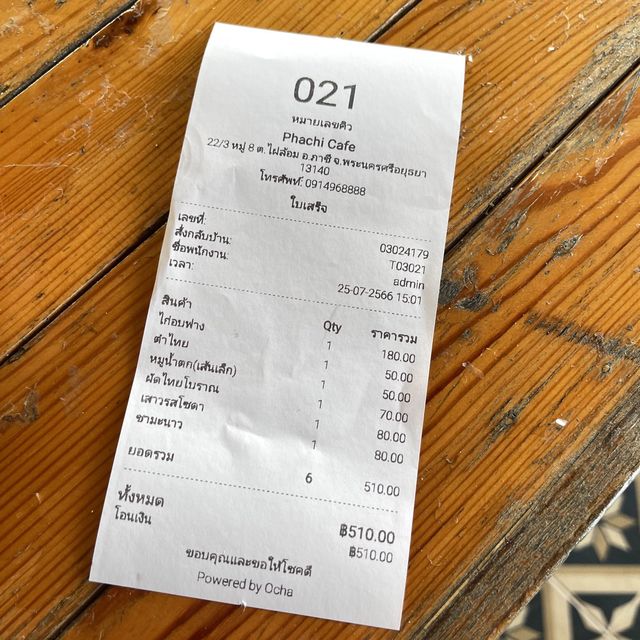 021
หมายเลขคิว
Phachi Cafe
22/3 หมู่ 8 ต.ไผ่ล้อม อ.ภาชี จ.พระนครศรีอยุธยา
13140
โทรศัพท์: 0914968888
ใบเสร็จ
เลขที่: 03024179
สั่งกลับบ้าน: T03021
ชื่อพนักงาน: admin
เวลา: 25-07-2566 15:01
สินค้า Qty ราคารวม
ไก่อบฟาง 1 180.00
ตำไทย 1 50.00
หมูน้ำตก(เส้นเล็ก) 1 50.00
ผัดไทยโบราณ 1 70.00
เสาวรสโซดา 1 80.00
ชามะนาว 1 80.00
ยอดรวม 6 510.00
ทั้งหมด ฿510.00
โอนเงิน ฿510.00
ขอบคุณและขอให้โชคดี
Powered by Ocha